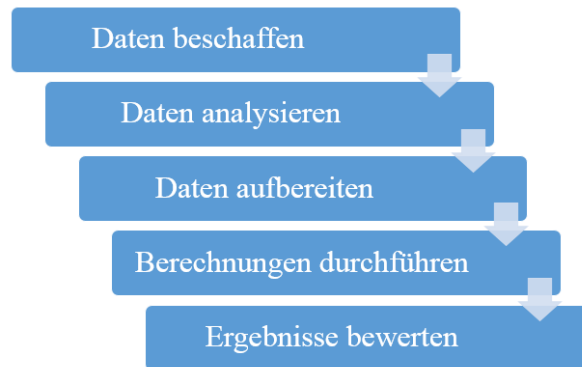 Daten beschaffen
Daten analysieren
Daten aufbereiten
Berechnungen durchführen
Ergebnisse bewerten